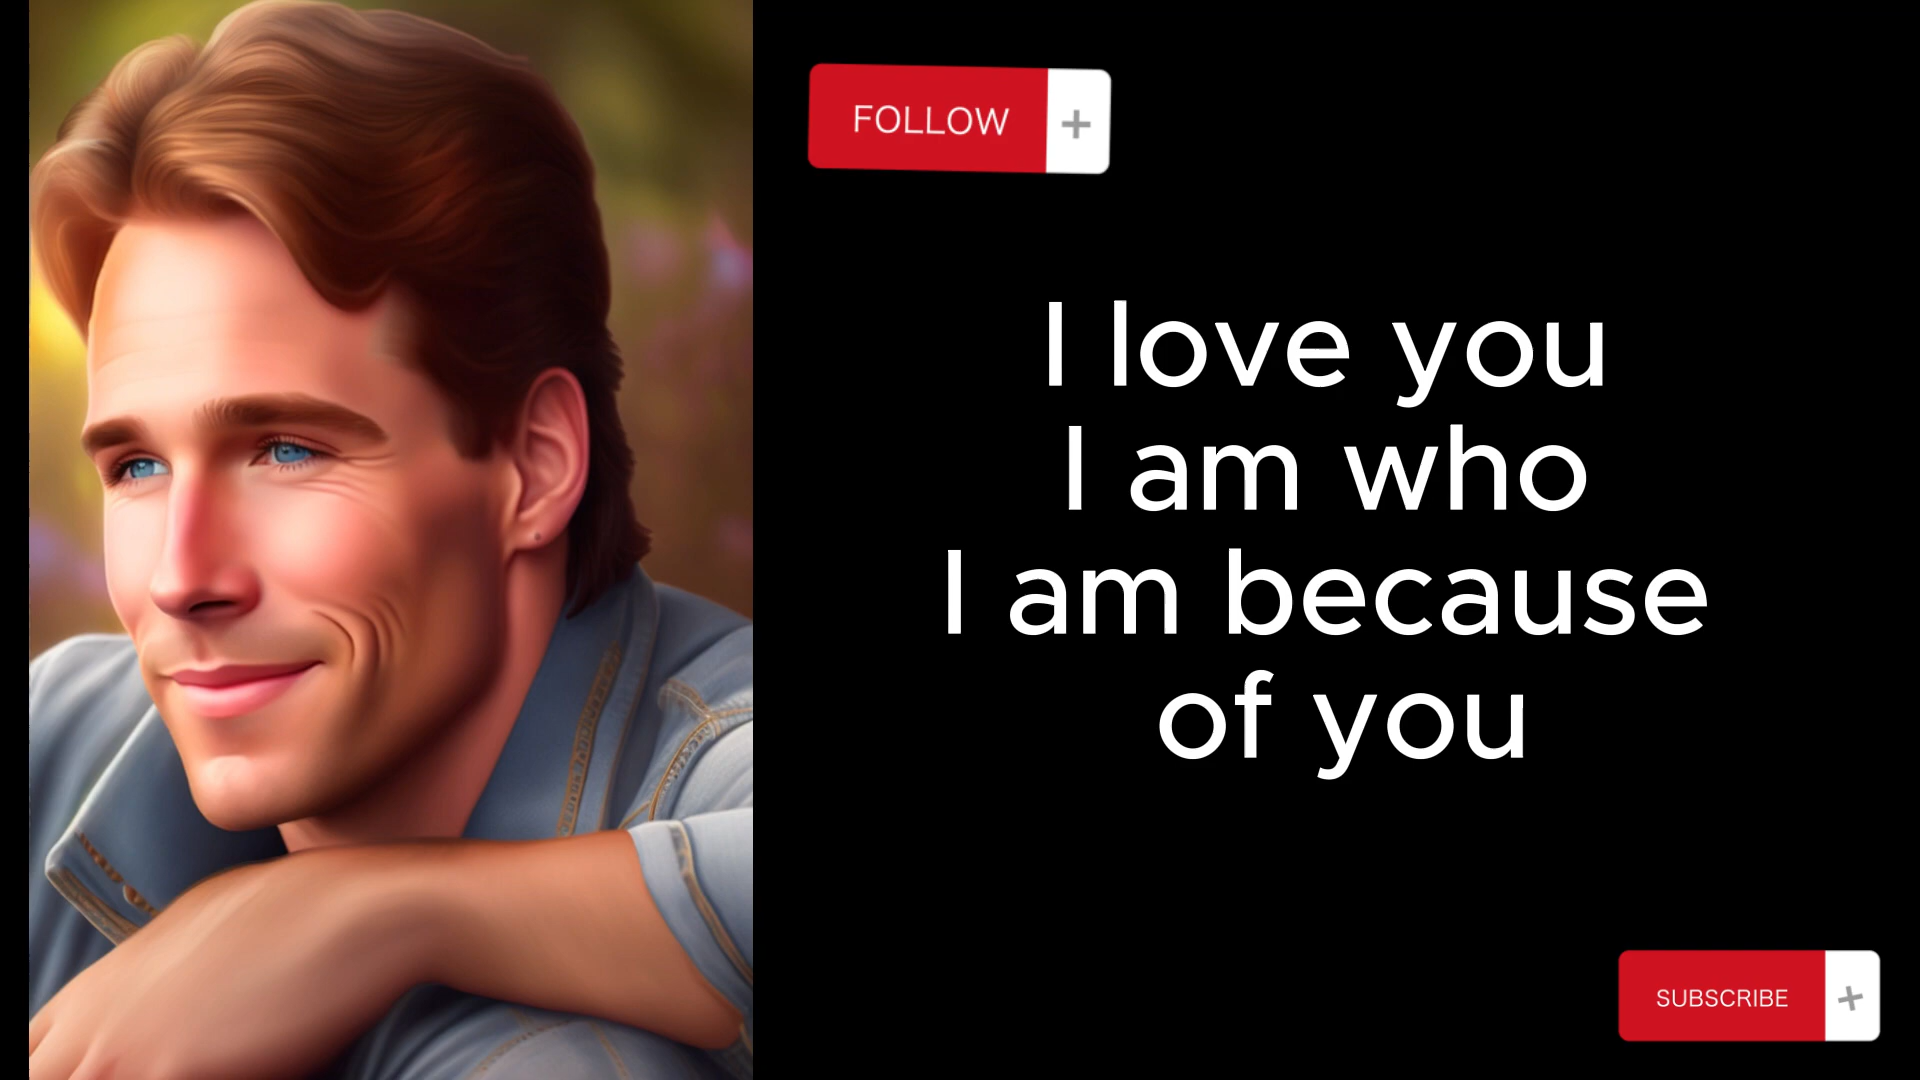 FOLLOW +
I love you
I am who
I am because
of you
SUBSCRIBE +